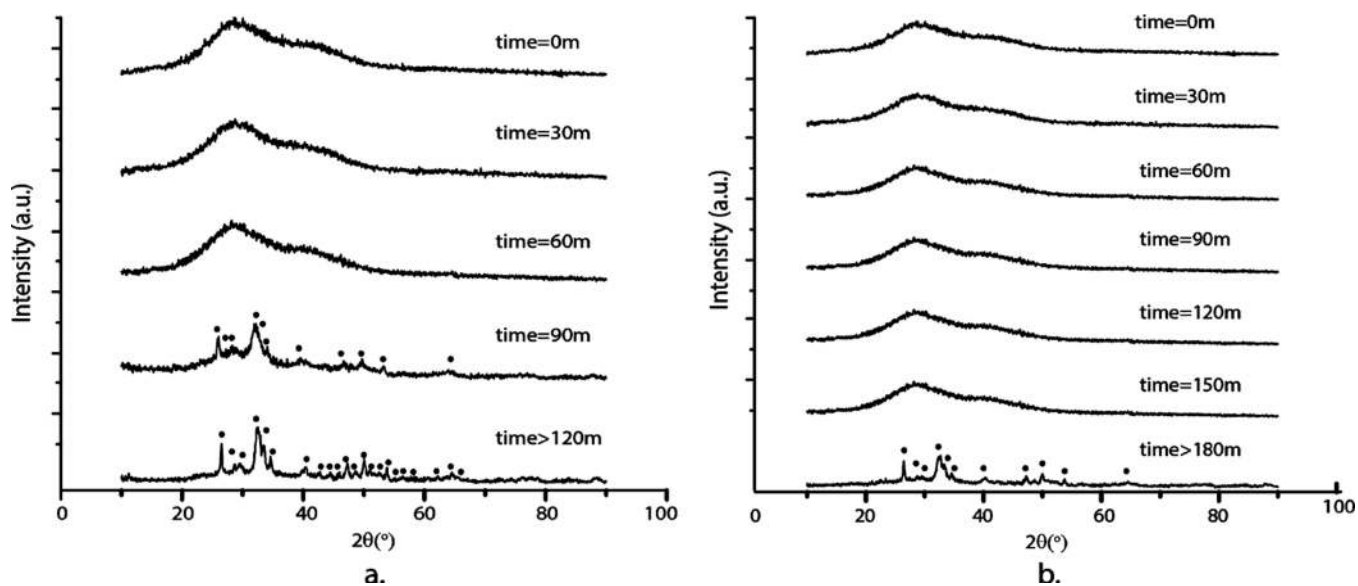 time=0m
time=30m
time=60m
time=90m
time>120m
Intensity (a.u.)
0 20 40 60 80 100
2θ(°)
a.
time=0m
time=30m
time=60m
time=90m
time=120m
time=150m
time>180m
Intensity (a.u.)
0 20 40 60 80 100
2θ(°)
b.